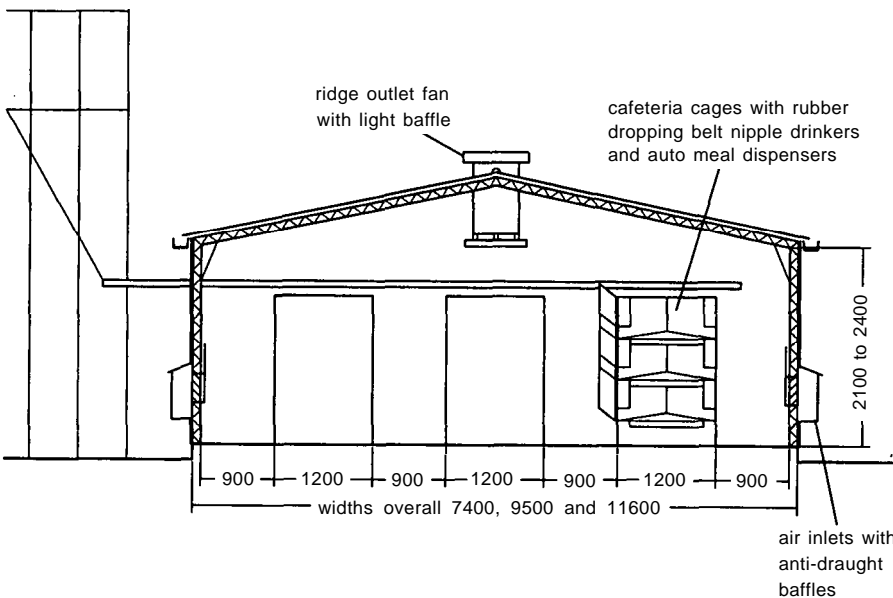 ridge outlet fan
with light baffle
cafeteria cages with rubber
dropping belt nipple drinkers
and auto meal dispensers
2100 to 2400
900 1200 900 1200 900 1200 900
widths overall 7400, 9500 and 11600
air inlets with
anti-draught
baffles